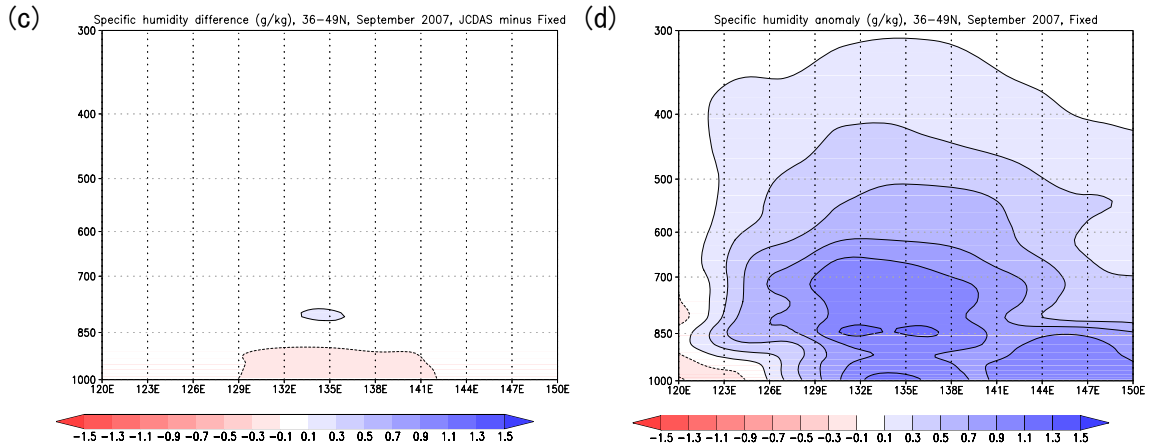 (c)
Specific humidity difference (g/kg), 36-49N, September 2007, JCDAS minus Fixed
300
400
500
600
700
850
1000
120E 123E 126E 129E 132E 135E 138E 141E 144E 147E 150E
-1.5 -1.3 -1.1 -0.9 -0.7 -0.5 -0.3 -0.1 0.1 0.3 0.5 0.7 0.9 1.1 1.3 1.5
(d)
Specific humidity anomaly (g/kg), 36-49N, September 2007, Fixed
300
400
500
600
700
850
1000
120E 123E 126E 129E 132E 135E 138E 141E 144E 147E 150E
-1.5 -1.3 -1.1 -0.9 -0.7 -0.5 -0.3 -0.1 0.1 0.3 0.5 0.7 0.9 1.1 1.3 1.5